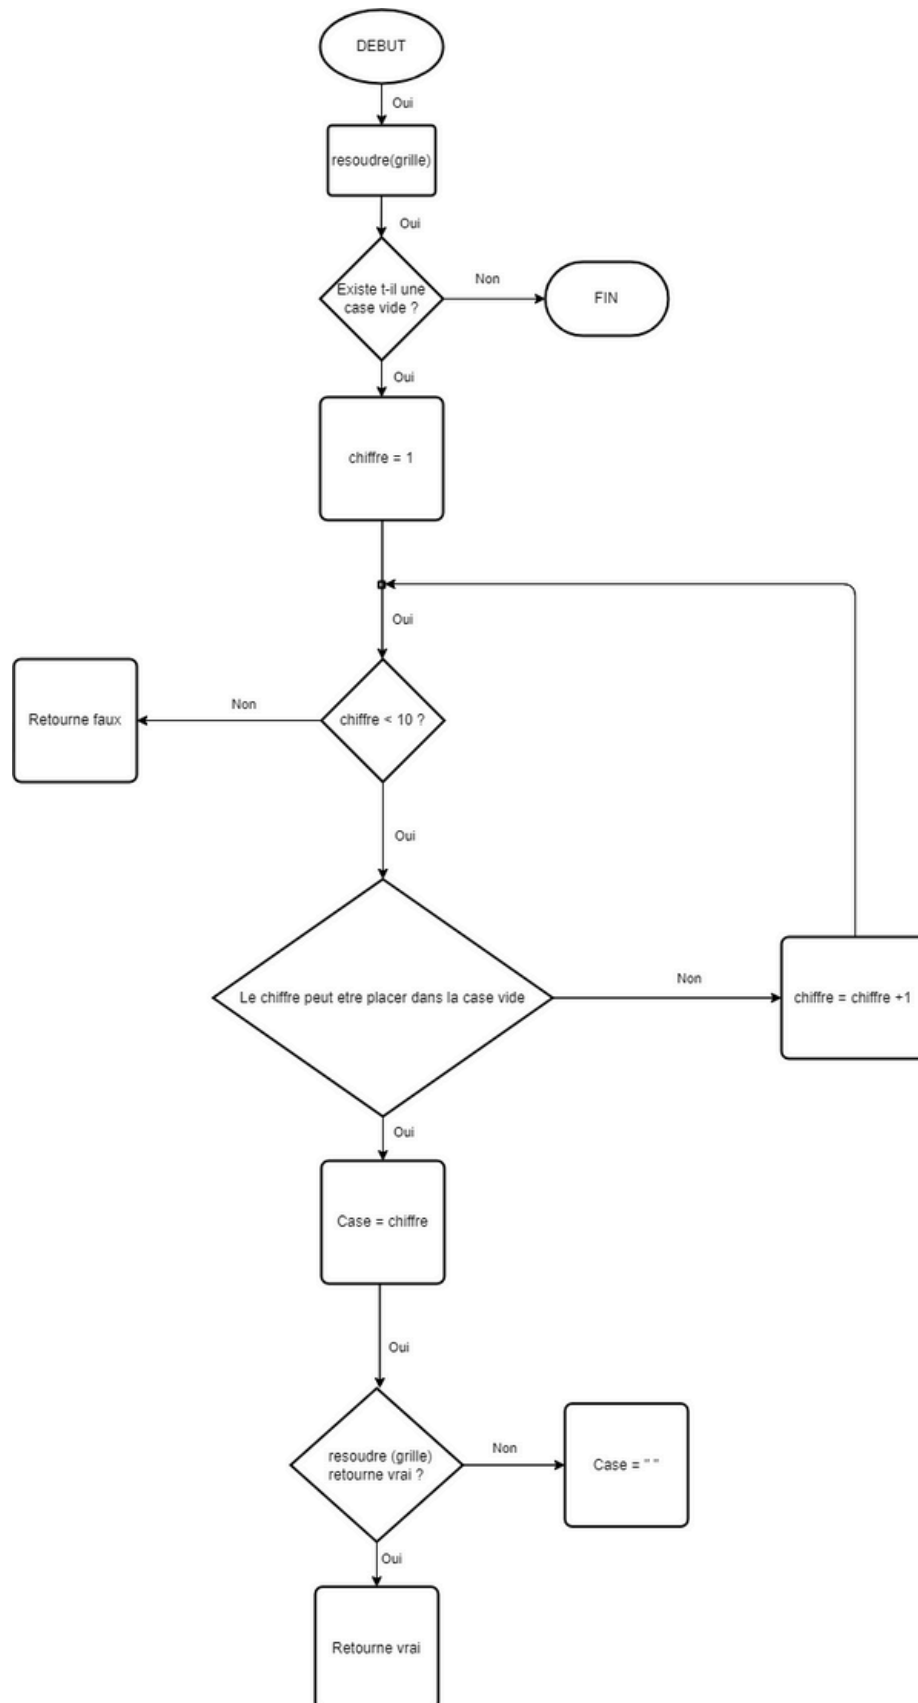 DEBUT
Oui
resoudre(grille)
Oui
Existe t-il une
case vide ?
Non
FIN
Oui
chiffre = 1
Oui
Retourne faux
Non
chiffre < 10 ?
Oui
Le chiffre peut etre placer dans la case vide
Non
chiffre = chiffre +1
Oui
Case = chiffre
Oui
resoudre (grille)
retourne vrai ?
Non
Case = " "
Oui
Retourne vrai